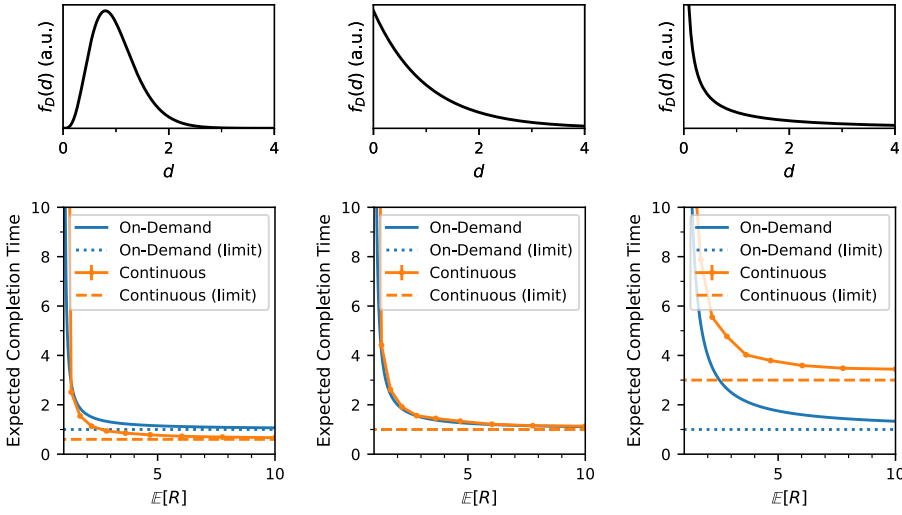 f_D(d) (a.u.)
0 2 4
d
f_D(d) (a.u.)
0 2 4
d
f_D(d) (a.u.)
0 2 4
d
Expected Completion Time
10
8
6
4
2
0
On-Demand
On-Demand (limit)
Continuous
Continuous (limit)
5 10
𝔼[R]
Expected Completion Time
10
8
6
4
2
0
On-Demand
On-Demand (limit)
Continuous
Continuous (limit)
5 10
𝔼[R]
Expected Completion Time
10
8
6
4
2
0
On-Demand
On-Demand (limit)
Continuous
Continuous (limit)
5 10
𝔼[R]